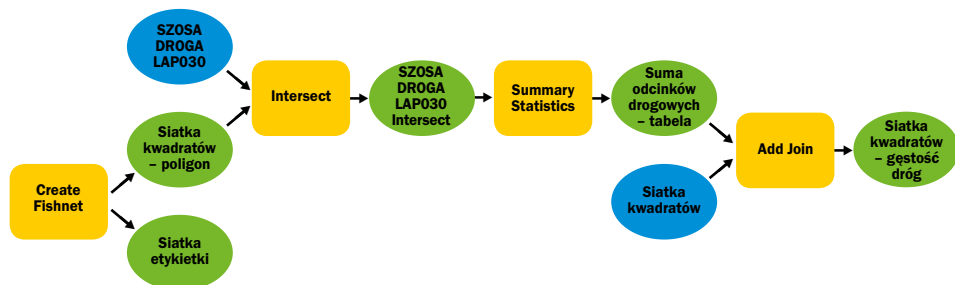 SZOSA
DROGA
LAP030
Intersect
SZOSA
DROGA
LAP030
Intersect
Summary
Statistics
Suma
odcinków
drogowych
– tabela
Siatka
kwadratów
– poligon
Add Join
Siatka
kwadratów
– gęstość
dróg
Create
Fishnet
Siatka
kwadratów
Siatka
etykietki